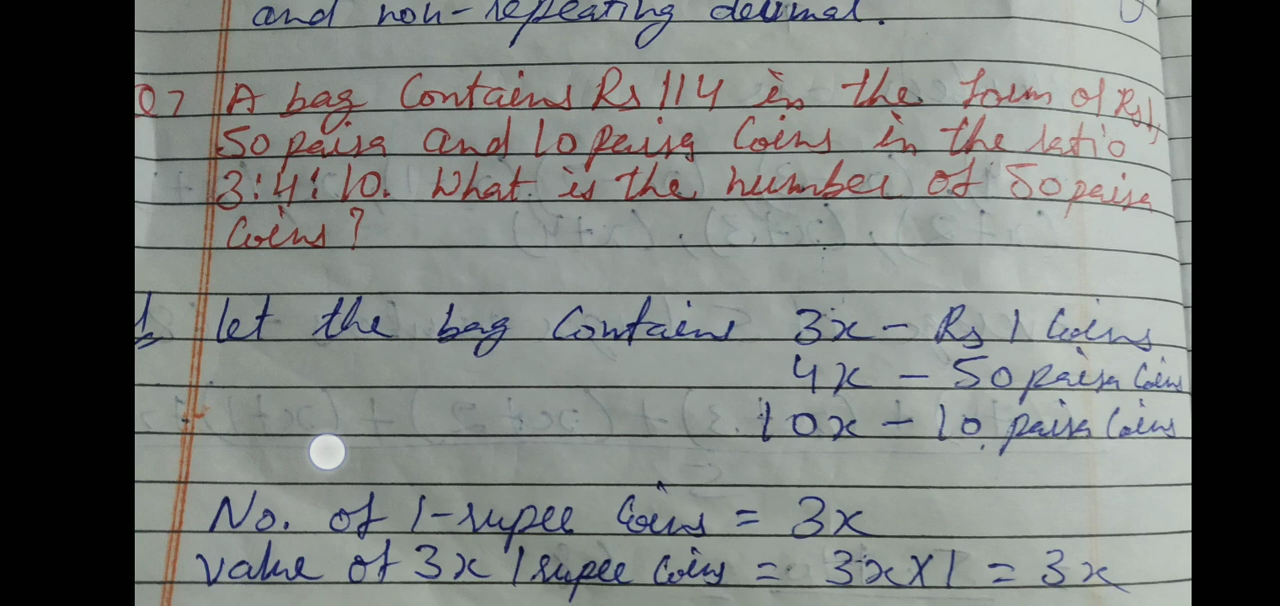 and non-repeating decimal.
Q7 A bag Contains Rs 114 in the form of Rs 1,
50 paisa and 10 paisa Coins in the ratio
3:4:10. What is the number of 50 paisa
Coins?
let the bag Contains 3x - Rs 1 Coins
4x - 50 paisa Coins
10x - 10 paisa Coins
No. of 1-rupee Coins = 3x
value of 3x 1 rupee Coins = 3x X 1 = 3x